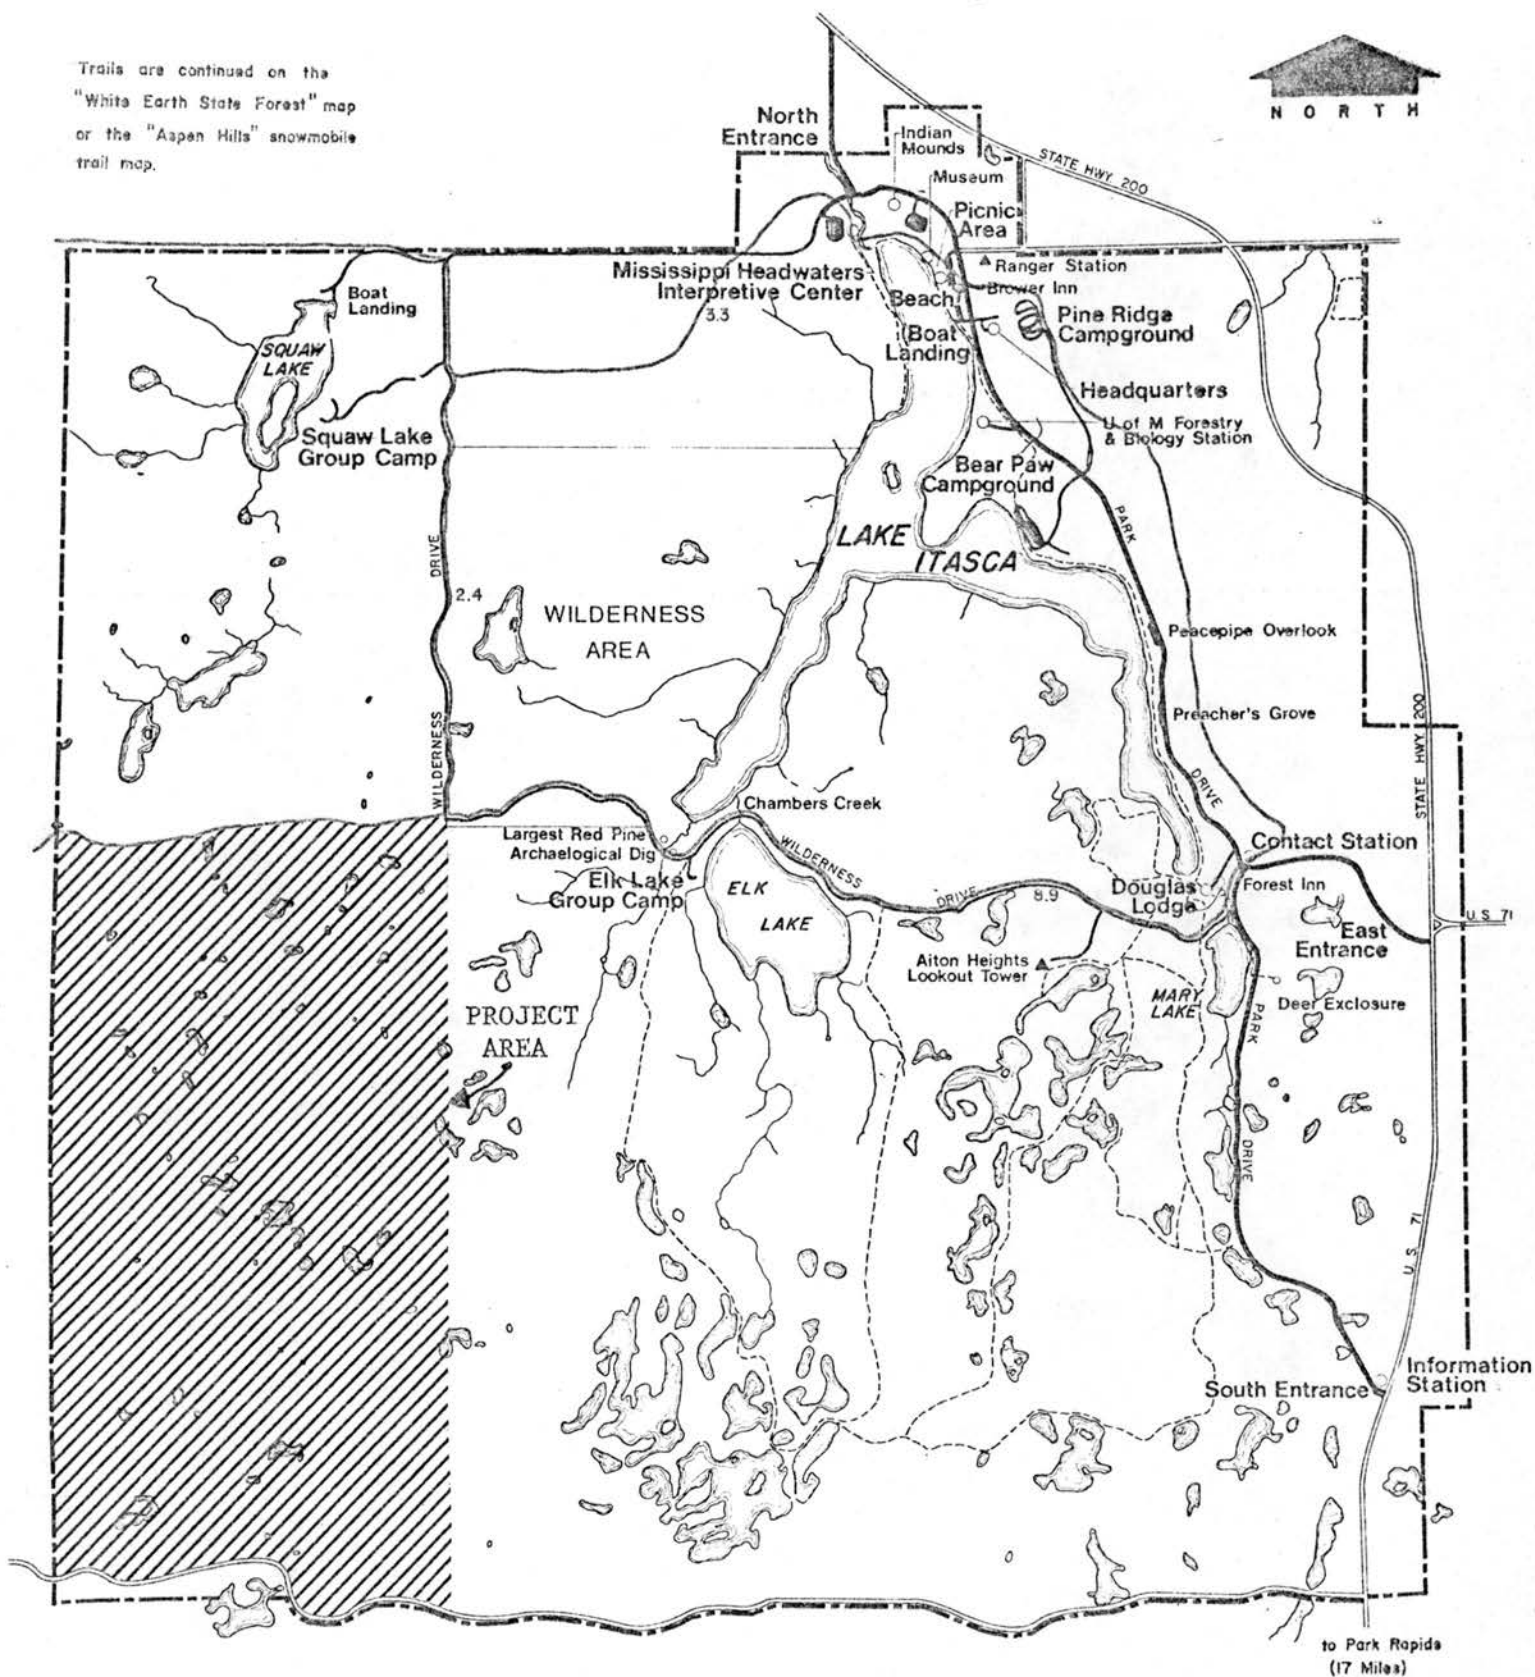 Trails are continued on the
"White Earth State Forest" map
or the "Aspen Hills" snowmobile
trail map.
NORTH
North
Entrance
Indian
Mounds
STATE HWY 200
Museum
Picnic
Area
Mississippi Headwaters
Interpretive Center
Ranger Station
Brower Inn
Boat
Landing
Beach
3.3
Pine Ridge
Campground
SQUAW
LAKE
Boat
Landing
Headquarters
U of M Forestry
& Biology Station
Squaw Lake
Group Camp
Bear Paw
Campground
PARK
LAKE
ITASCA
DRIVE
2.4
WILDERNESS
AREA
Peacepipe Overlook
Preacher's Grove
STATE HWY 200
WILDERNESS
DRIVE
Chambers Creek
Largest Red Pine
Archaelogical Dig
WILDERNESS
Contact Station
Elk Lake
Group Camp
ELK
LAKE
DRIVE
8.9
Douglas
Lodge
Forest Inn
U.S. 71
East
Entrance
Aiton Heights
Lookout Tower
MARY
LAKE
Deer Exclosure
PARK
PROJECT
AREA
DRIVE
U.S. 71
Information
Station
South Entrance
to Park Rapids
(17 Miles)